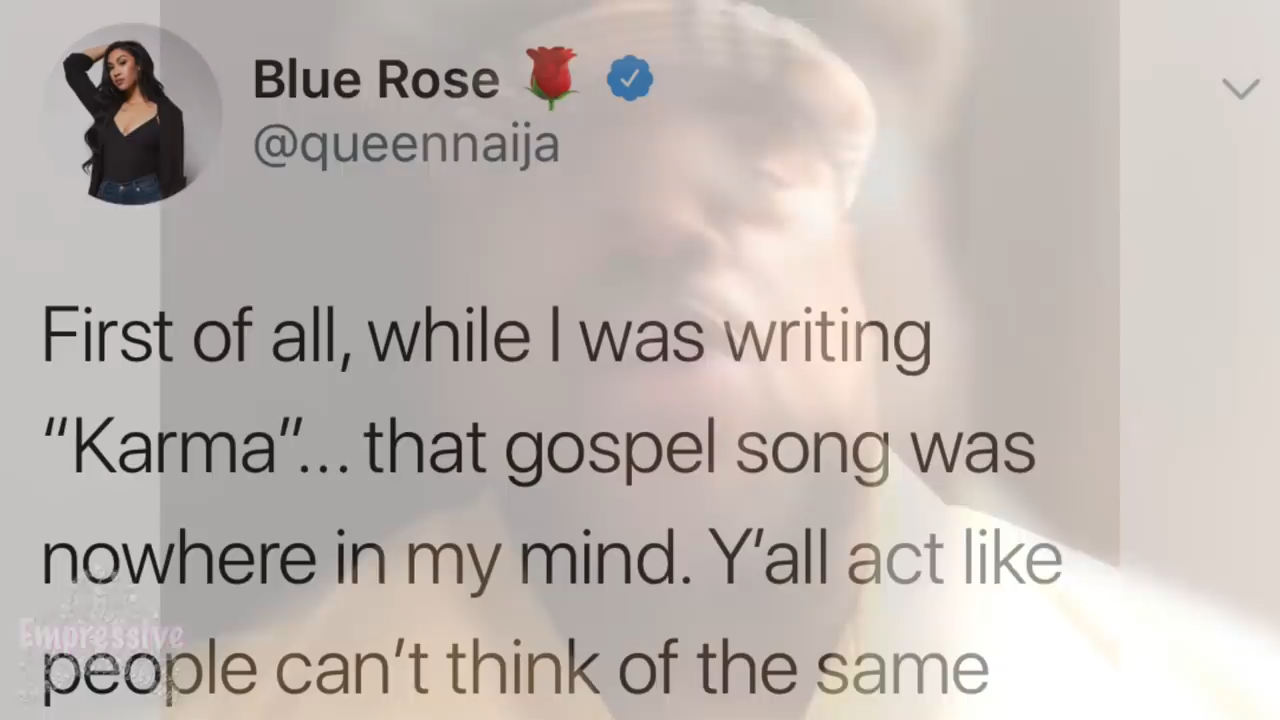 Blue Rose 🌹
@queennaija
First of all, while I was writing
“Karma”... that gospel song was
nowhere in my mind. Y’all act like
Empressive
people can’t think of the same